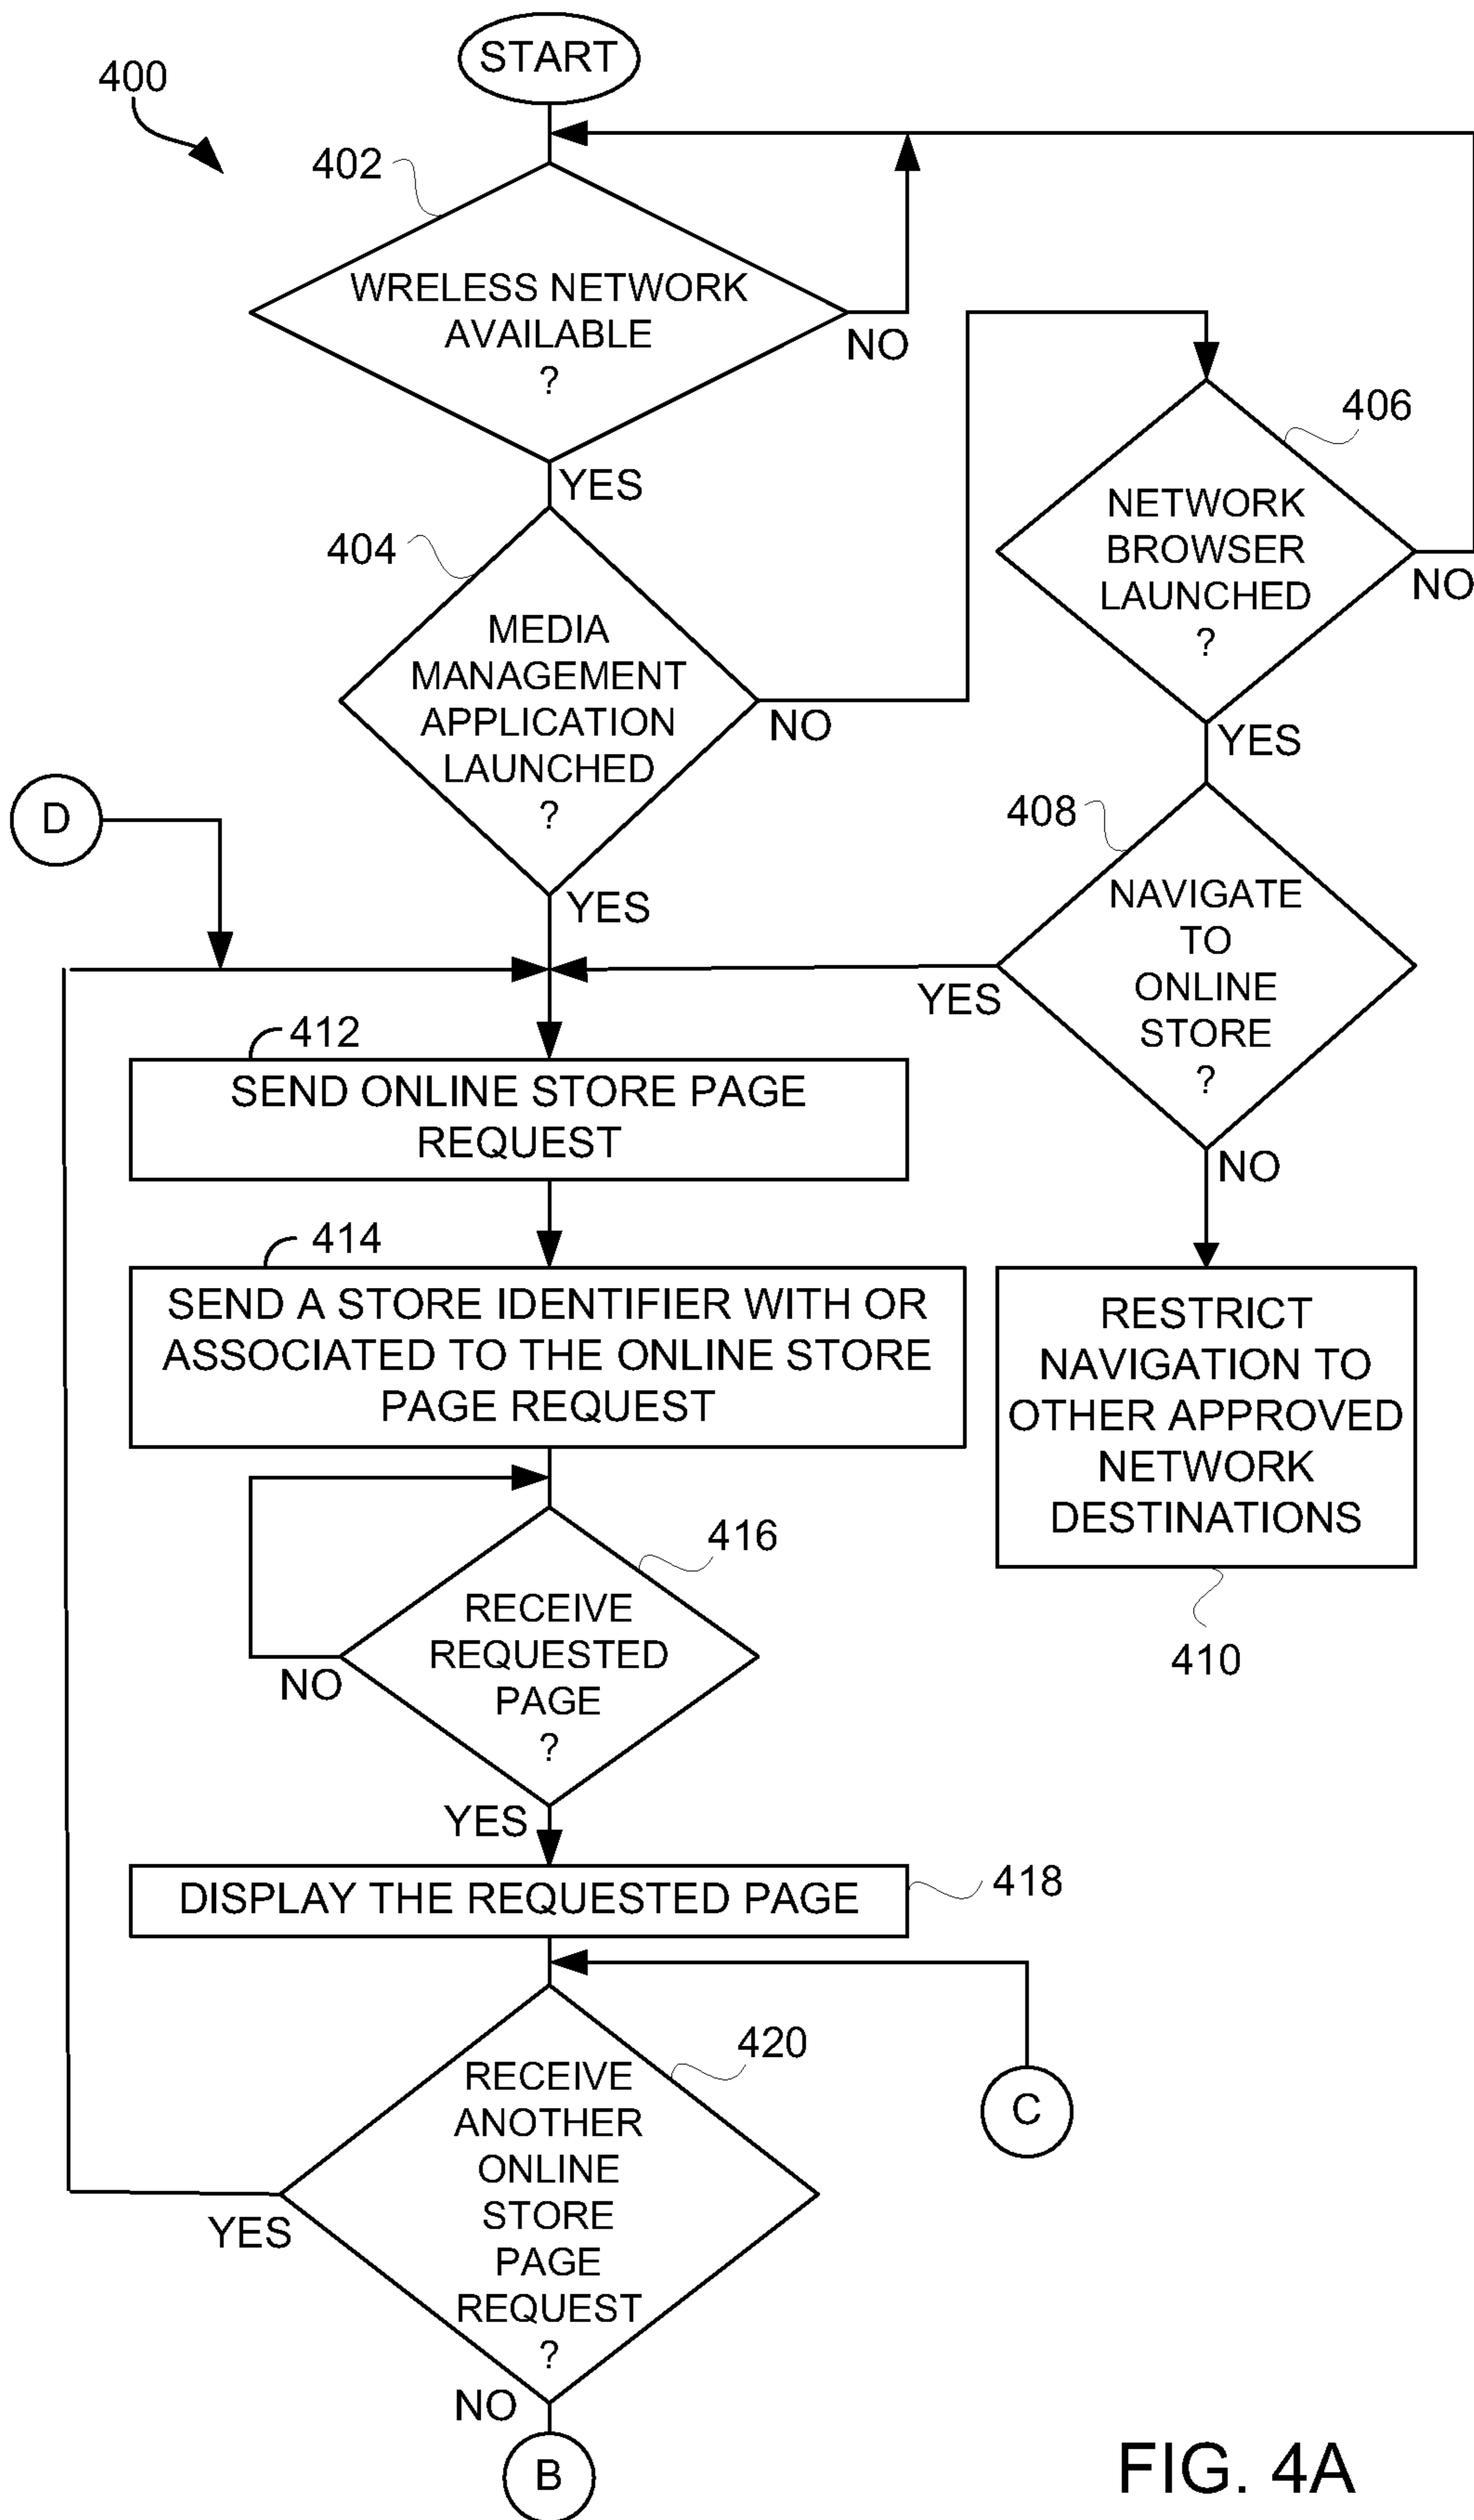 START
400
402
WRELESS NETWORK
AVAILABLE
?
NO
YES
404
MEDIA
MANAGEMENT
APPLICATION
LAUNCHED
?
NO
YES
406
NETWORK
BROWSER
LAUNCHED
?
NO
YES
D
408
NAVIGATE
TO
ONLINE
STORE
?
YES
NO
412
SEND ONLINE STORE PAGE
REQUEST
414
SEND A STORE IDENTIFIER WITH OR
ASSOCIATED TO THE ONLINE STORE
PAGE REQUEST
RESTRICT
NAVIGATION TO
OTHER APPROVED
NETWORK
DESTINATIONS
410
416
RECEIVE
REQUESTED
PAGE
?
NO
YES
DISPLAY THE REQUESTED PAGE
418
420
RECEIVE
ANOTHER
ONLINE
STORE
PAGE
REQUEST
?
YES
NO
C
B
FIG. 4A